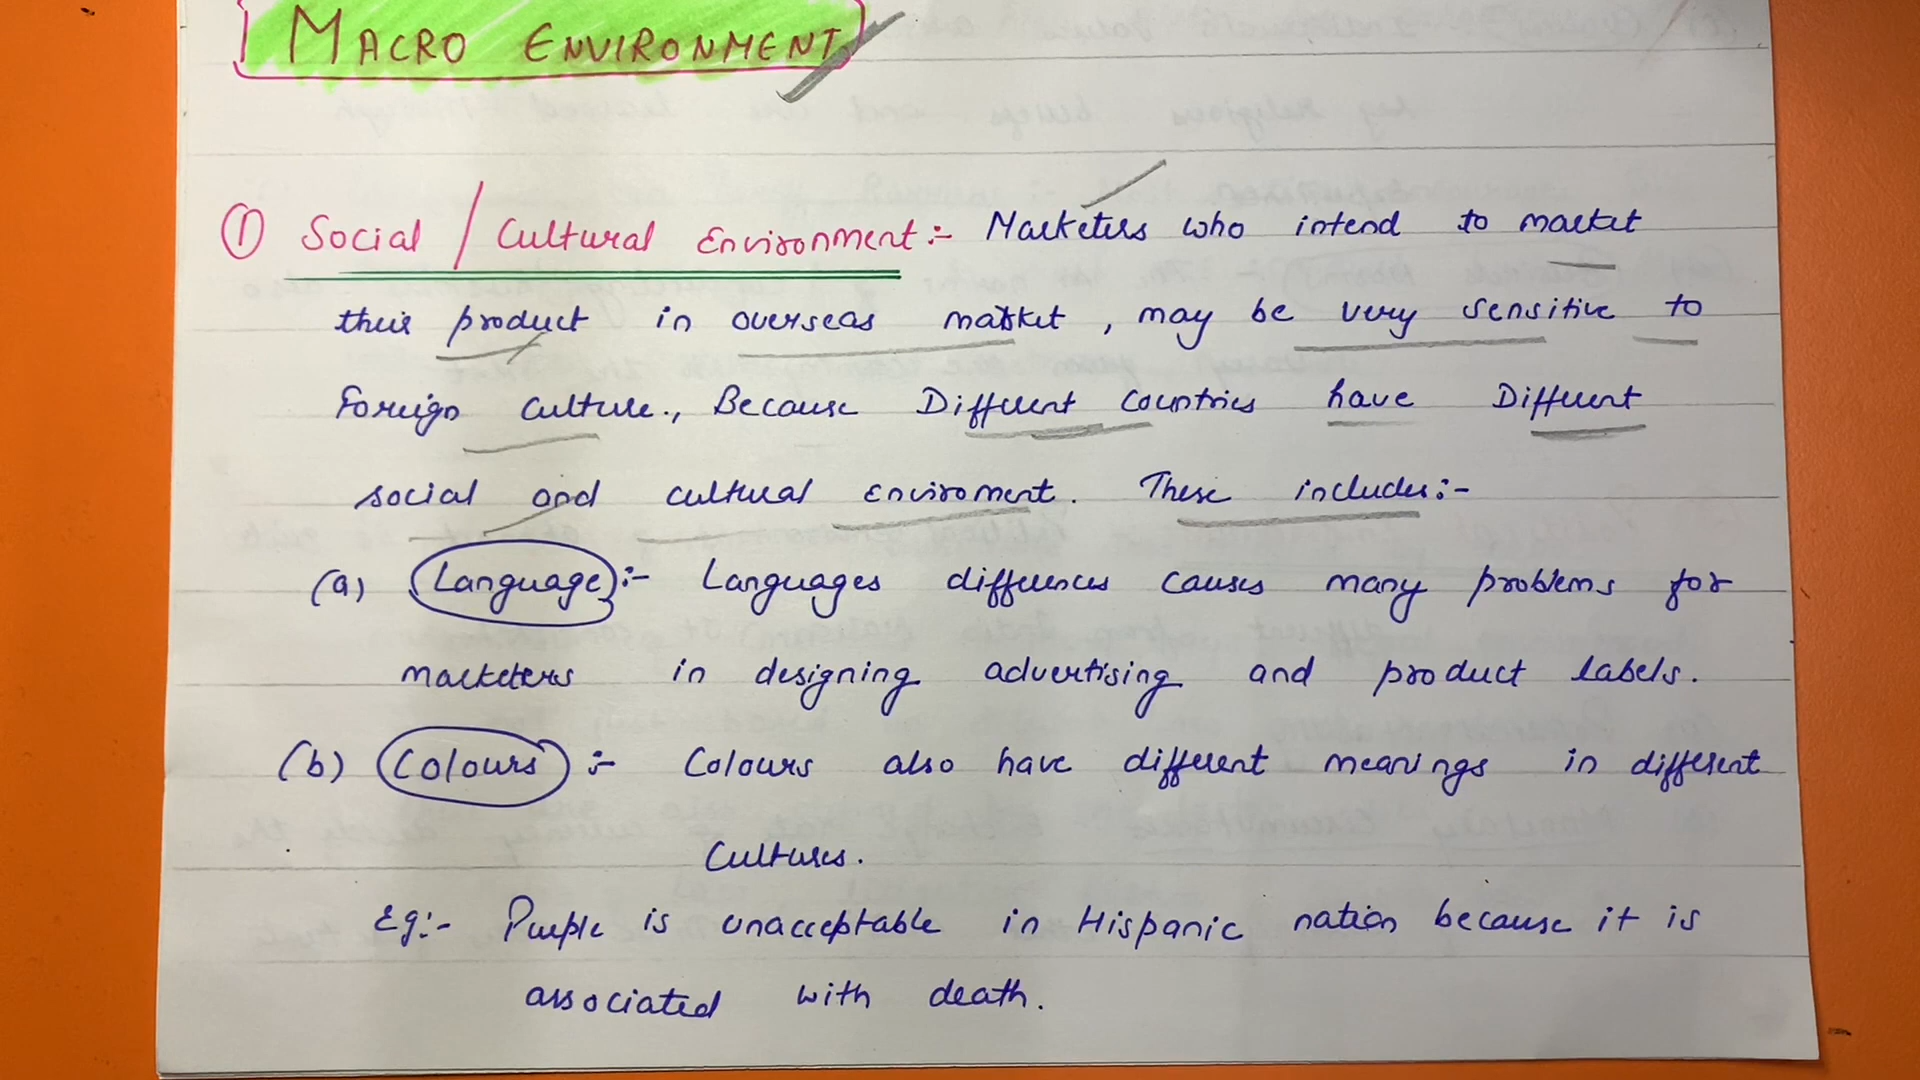 MACRO ENVIRONMENT
① Social / Cultural Environment:- Marketers who intend to market
their product in overseas market, may be very sensitive to
Foreign culture., Because Different Countries have Different
social and cultural Enviroment. These includes:-
(a) Language:- Languages differences causes many problems for
marketers in designing advertising and product labels.
(b) Colours :- Colours also have different meanings in different
Cultures.
Eg:- Purple is unacceptable in Hispanic nation because it is
associated with death.